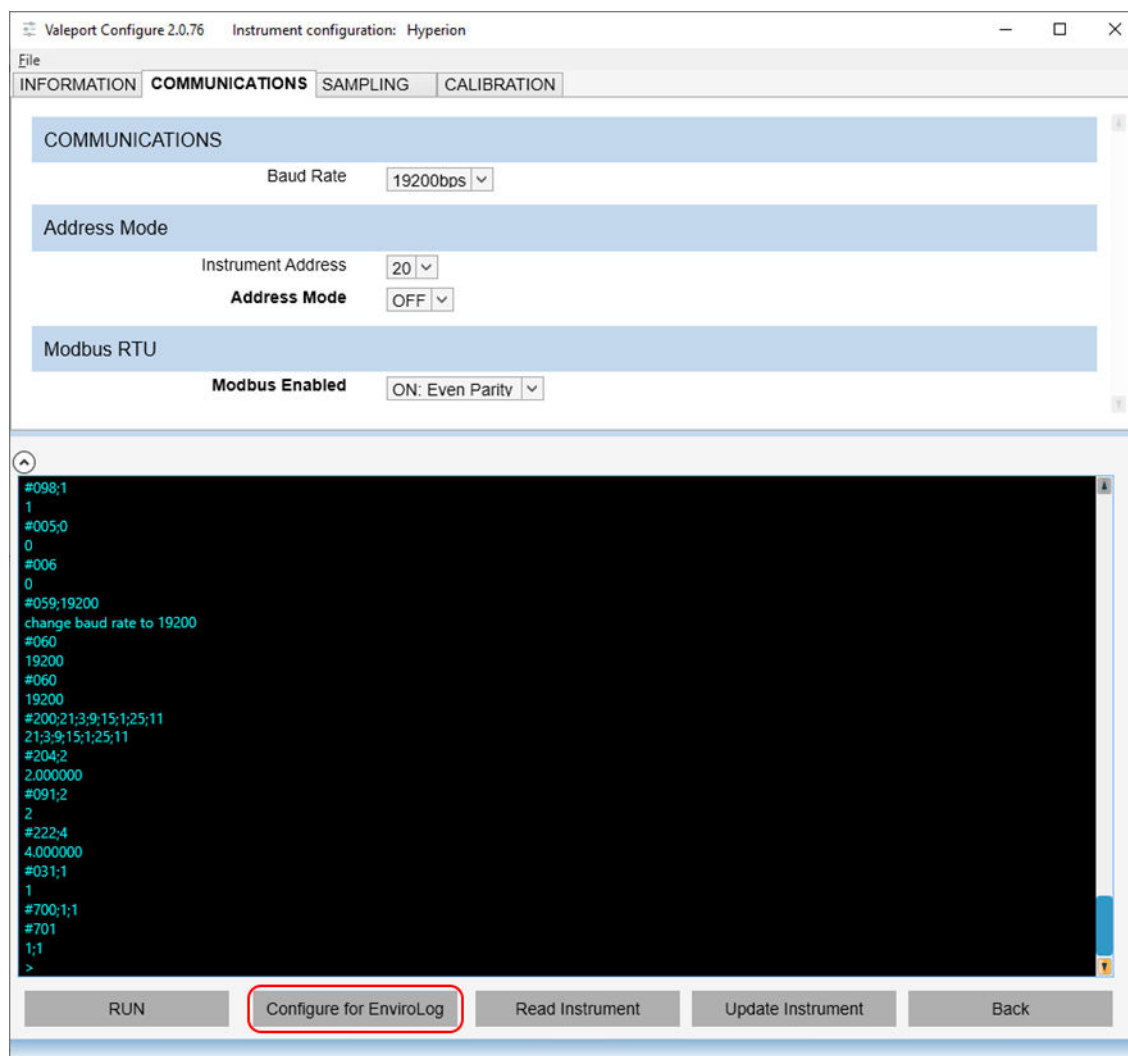 Valeport Configure 2.0.76 Instrument configuration: Hyperion
File
INFORMATION COMMUNICATIONS SAMPLING CALIBRATION
COMMUNICATIONS
Baud Rate 19200bps
Address Mode
Instrument Address 20
Address Mode OFF
Modbus RTU
Modbus Enabled ON: Even Parity
#098;1
1
#005;0
0
#006
0
#059;19200
change baud rate to 19200
#060
19200
#060
19200
#200;21;3;9;15;1;25;11
21;3;9;15;1;25;11
#204;2
2.000000
#091;2
2
#222;4
4.000000
#031;1
1
#700;1;1
#701
1;1
>
RUN Configure for EnviroLog Read Instrument Update Instrument Back